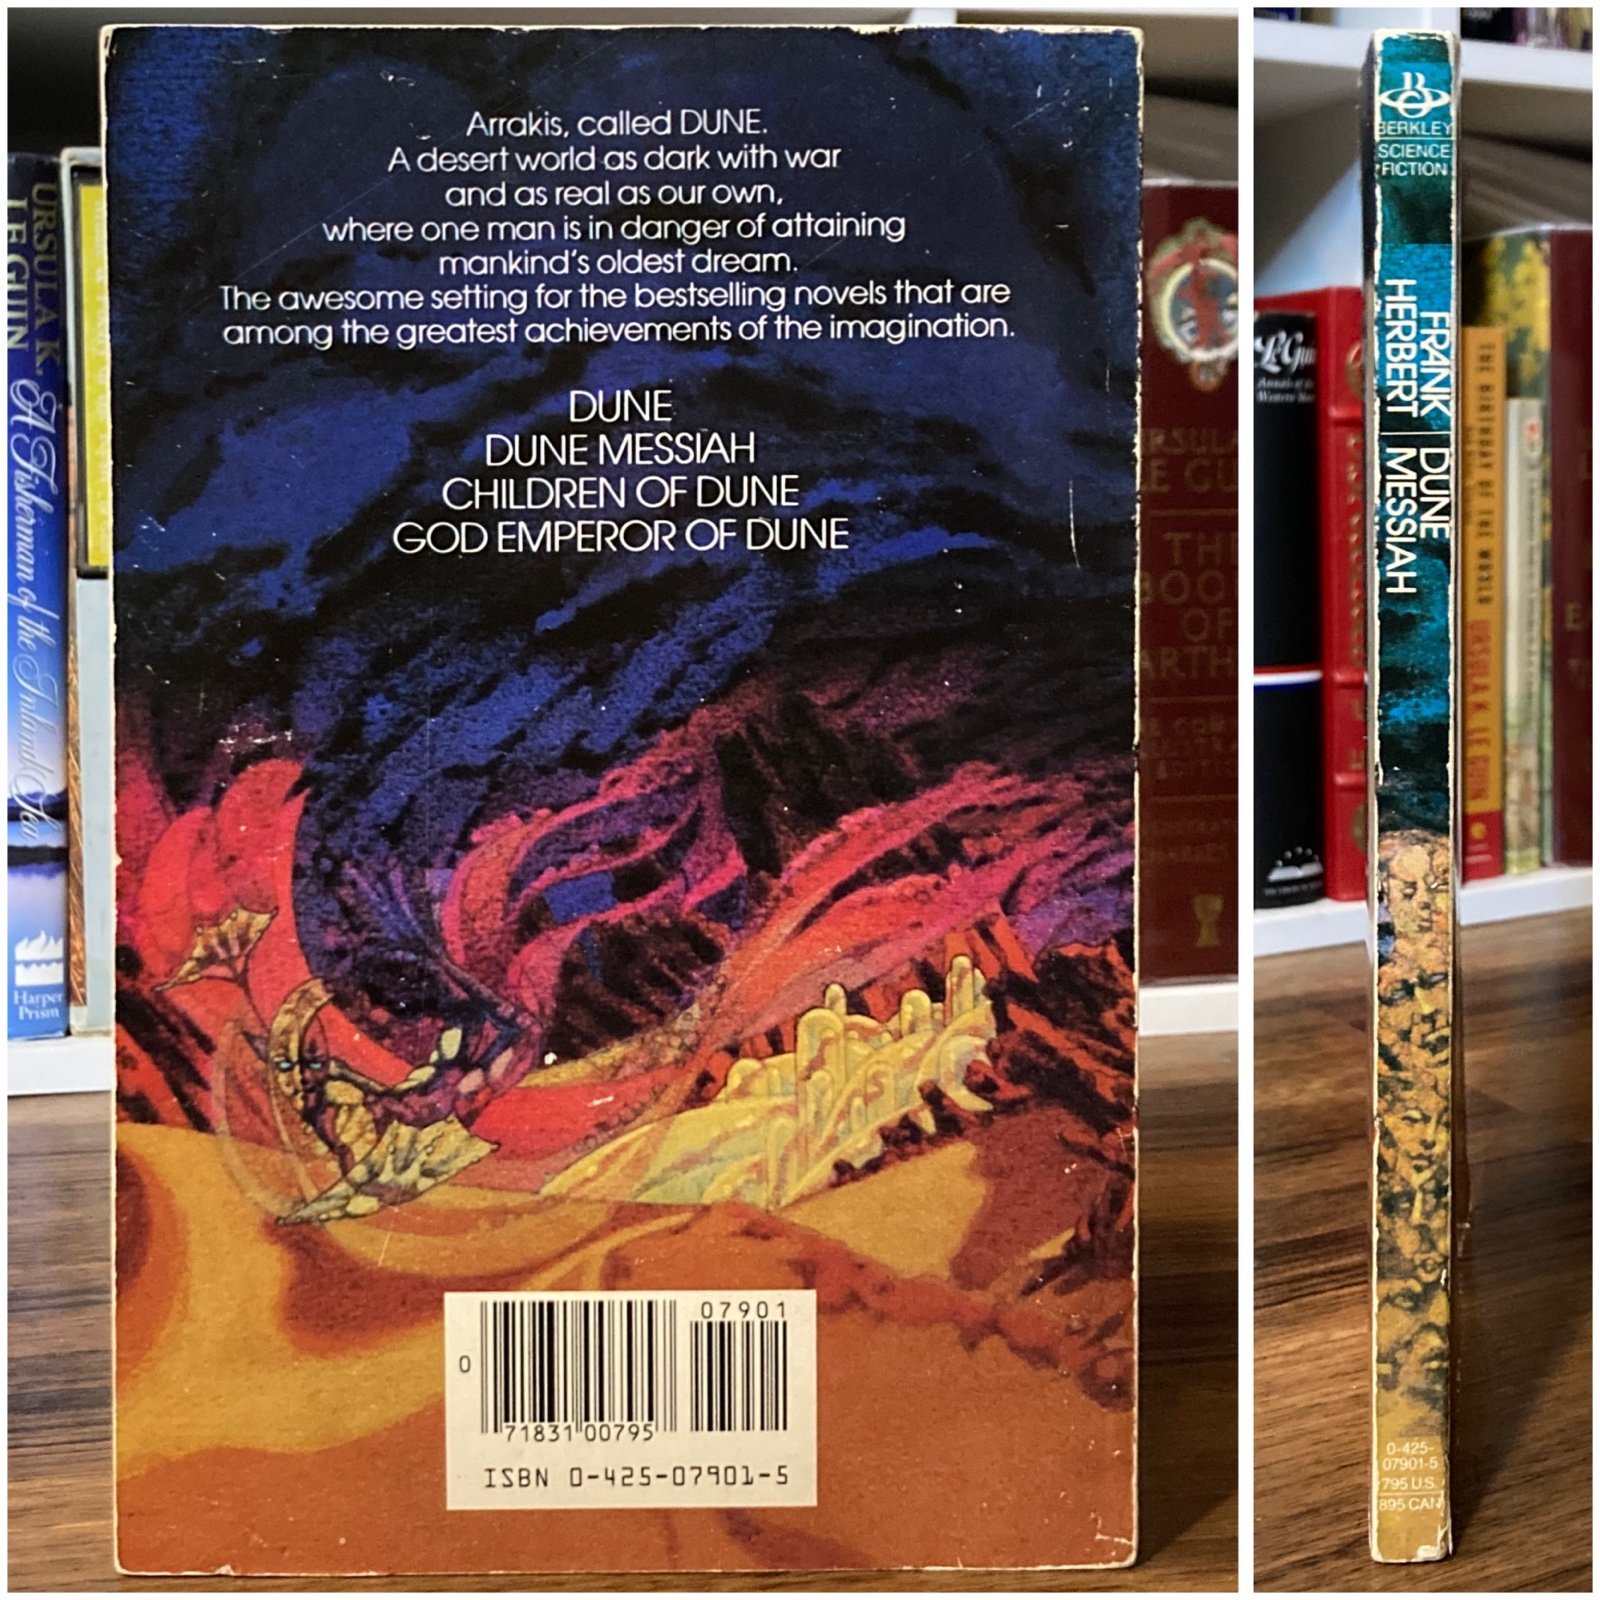 Arrakis, called DUNE.
A desert world as dark with war
and as real as our own,
where one man is in danger of attaining
mankind's oldest dream.
The awesome setting for the bestselling novels that are
among the greatest achievements of the imagination.
DUNE
DUNE MESSIAH
CHILDREN OF DUNE
GOD EMPEROR OF DUNE
07901
0
71831 00795
ISBN 0-425-07901-5
URSULA K.
LE GUIN
A Fisherman of the Inland Sea
Harper
Prism
BERKLEY
SCIENCE
FICTION
FRANK
HERBERT
DUNE
MESSIAH
0-425-
07901-5
795 U.S.
895 CAN
Le Guin
THE BIRTHDAY OF THE WORLD
URSULA K. LE GUIN